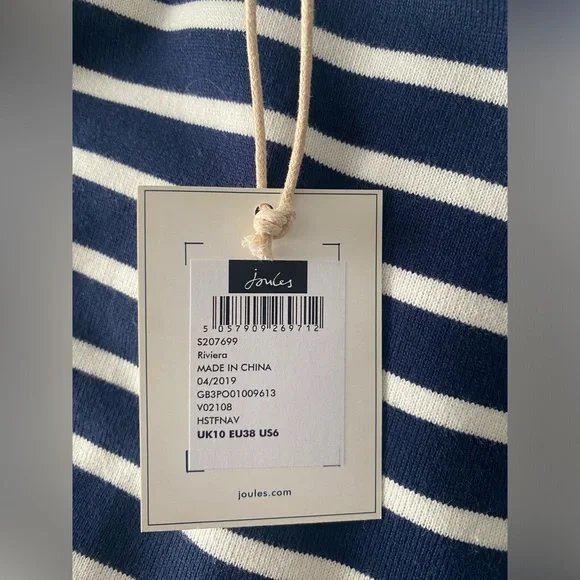 joules
5 057909 269712
S207699
Riviera
MADE IN CHINA
04/2019
GB3PO01009613
V02108
HSTFNAV
UK10 EU38 US6
joules.com